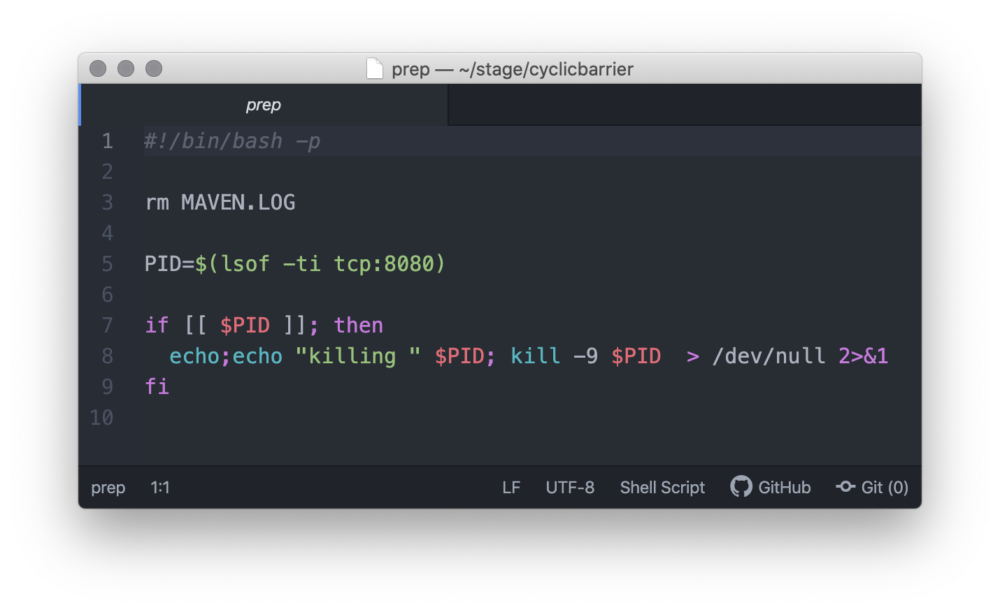 prep — ~/stage/cyclicbarrier
prep
1 #!/bin/bash -p
2
3 rm MAVEN.LOG
4
5 PID=$(lsof -ti tcp:8080)
6
7 if [[ $PID ]]; then
8   echo;echo "killing " $PID; kill -9 $PID  > /dev/null 2>&1
9 fi
10
prep 1:1 LF UTF-8 Shell Script GitHub Git (0)